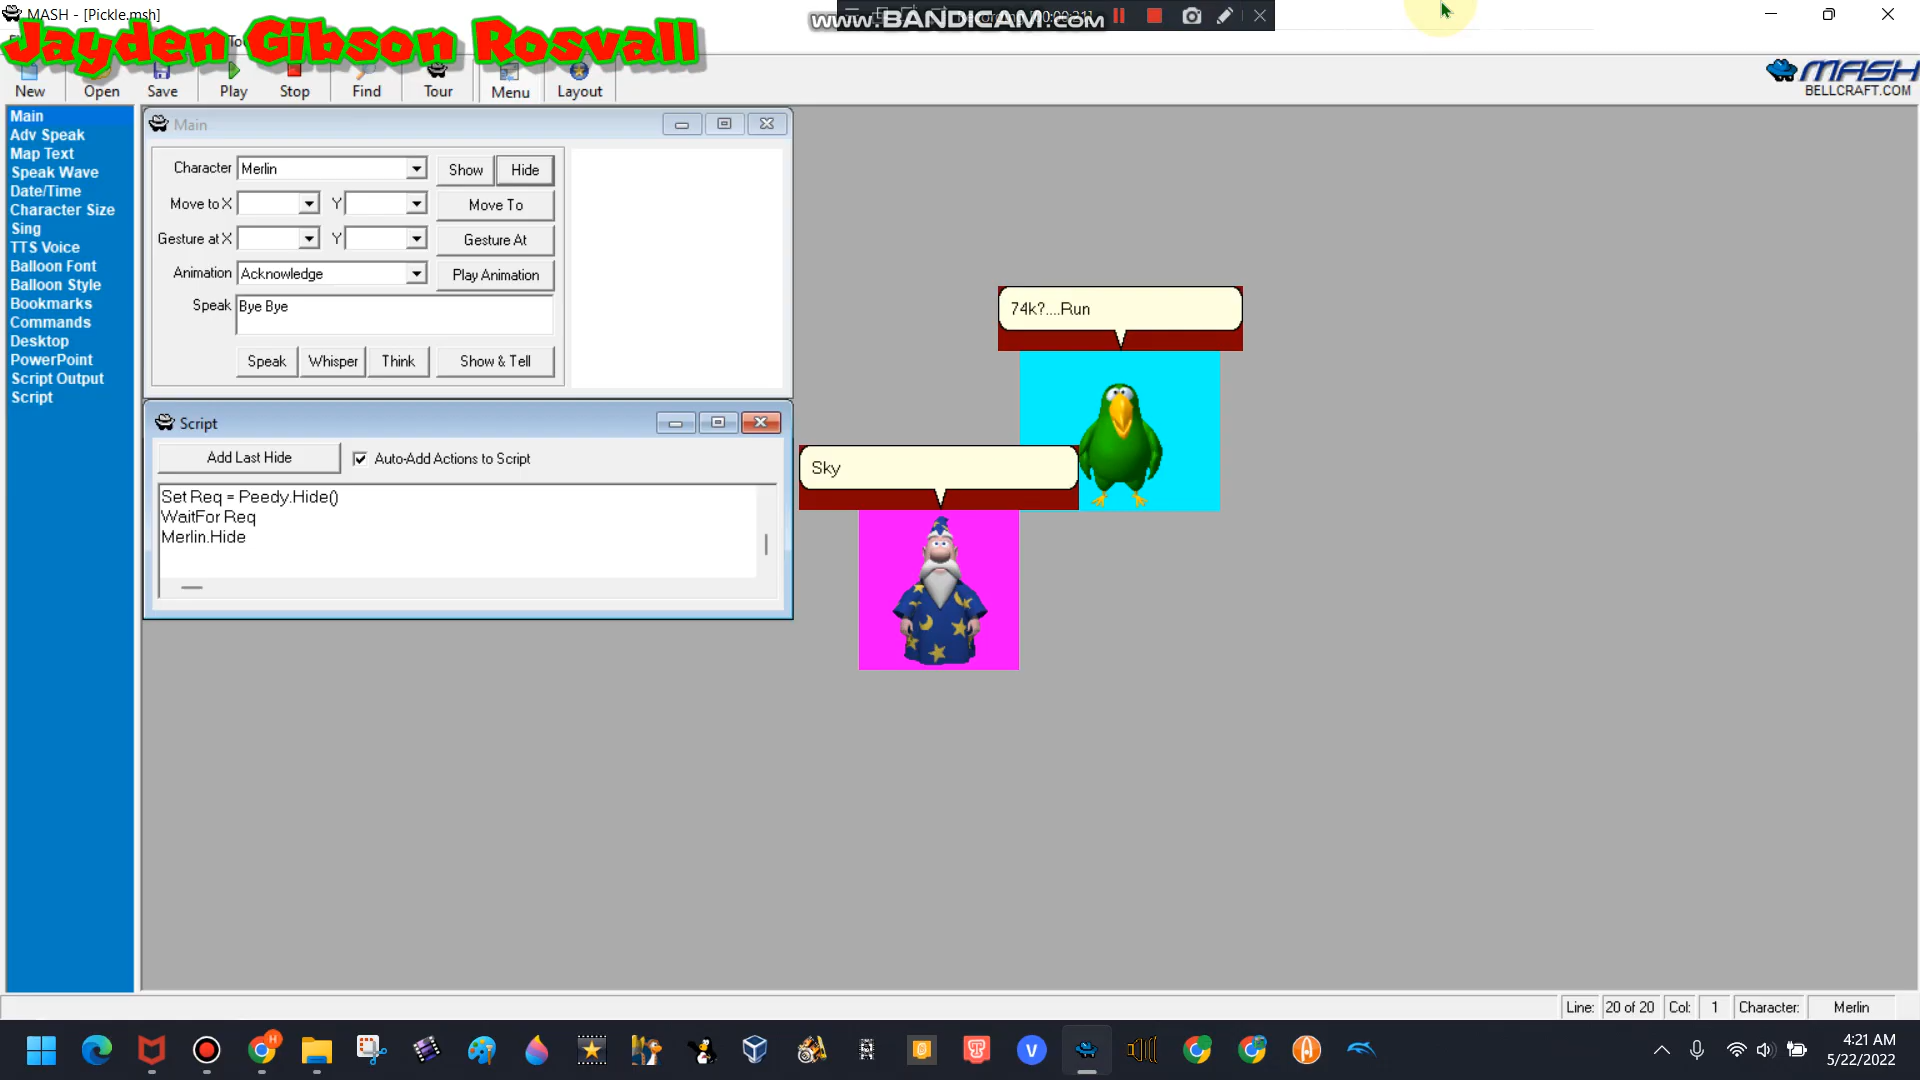 MASH - [Pickle.msh]
www.BANDICAM.com
Jayden Gibson Rosvall
New Open Save Play Stop Find Tour Menu Layout
MASH
BELLCRAFT.COM
Main
Adv Speak
Map Text
Speak Wave
Date/Time
Character Size
Sing
TTS Voice
Balloon Font
Balloon Style
Bookmarks
Commands
Desktop
PowerPoint
Script Output
Script
Main
Character Merlin Show Hide
Move to X Y Move To
Gesture at X Y Gesture At
Animation Acknowledge Play Animation
Speak Bye Bye
Speak Whisper Think Show & Tell
Script
Add Last Hide Auto-Add Actions to Script
Set Req = Peedy.Hide()
WaitFor Req
Merlin.Hide
74k?....Run
Sky
Line: 20 of 20 Col: 1 Character: Merlin
H
V
4:21 AM
5/22/2022